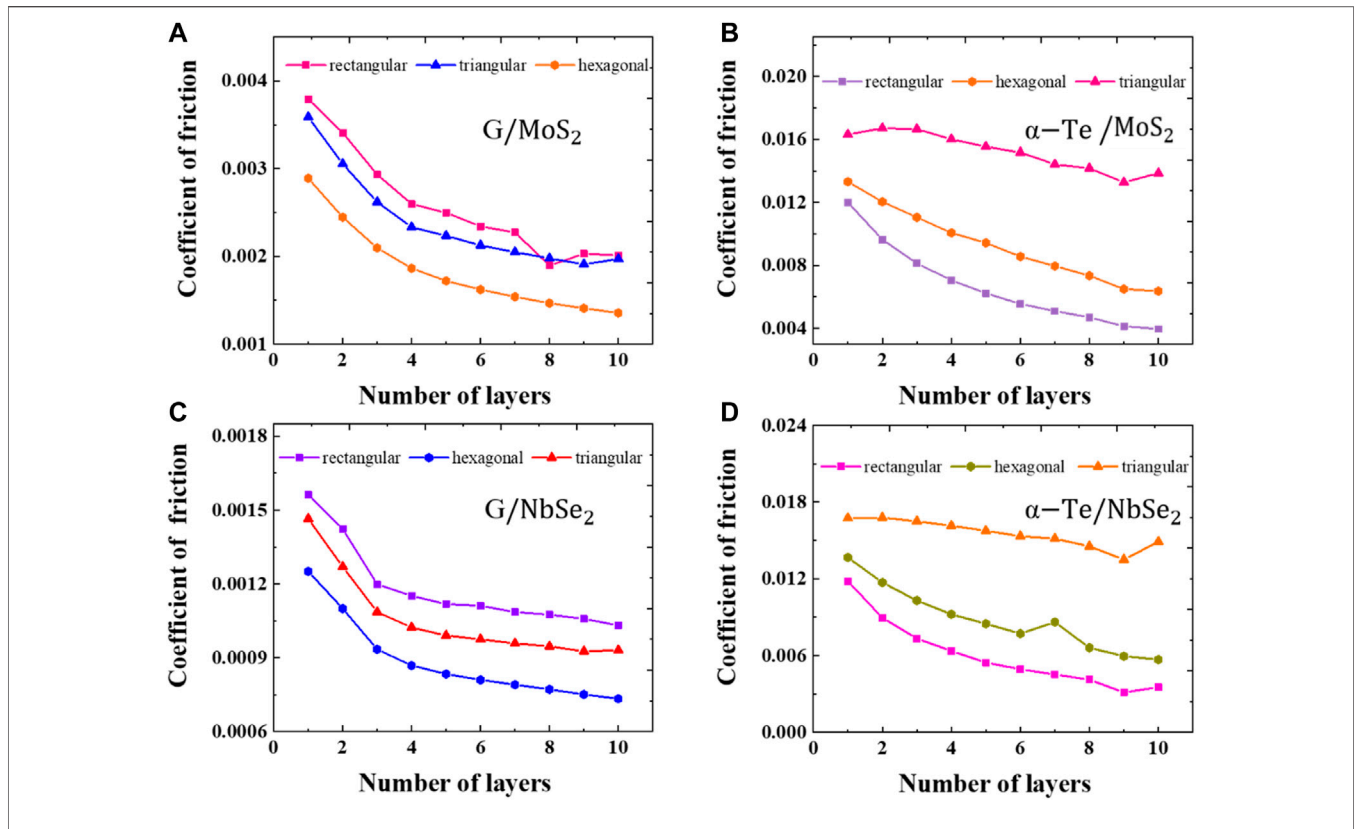 A
rectangular triangular hexagonal
G/MoS₂
Coefficient of friction
0.004
0.003
0.002
0.001
0 2 4 6 8 10
Number of layers
B
rectangular hexagonal triangular
α−Te /MoS₂
Coefficient of friction
0.020
0.016
0.012
0.008
0.004
0 2 4 6 8 10
Number of layers
C
rectangular hexagonal triangular
G/NbSe₂
Coefficient of friction
0.0018
0.0015
0.0012
0.0009
0.0006
0 2 4 6 8 10
Number of layers
D
rectangular hexagonal triangular
α−Te/NbSe₂
Coefficient of friction
0.024
0.018
0.012
0.006
0.000
0 2 4 6 8 10
Number of layers